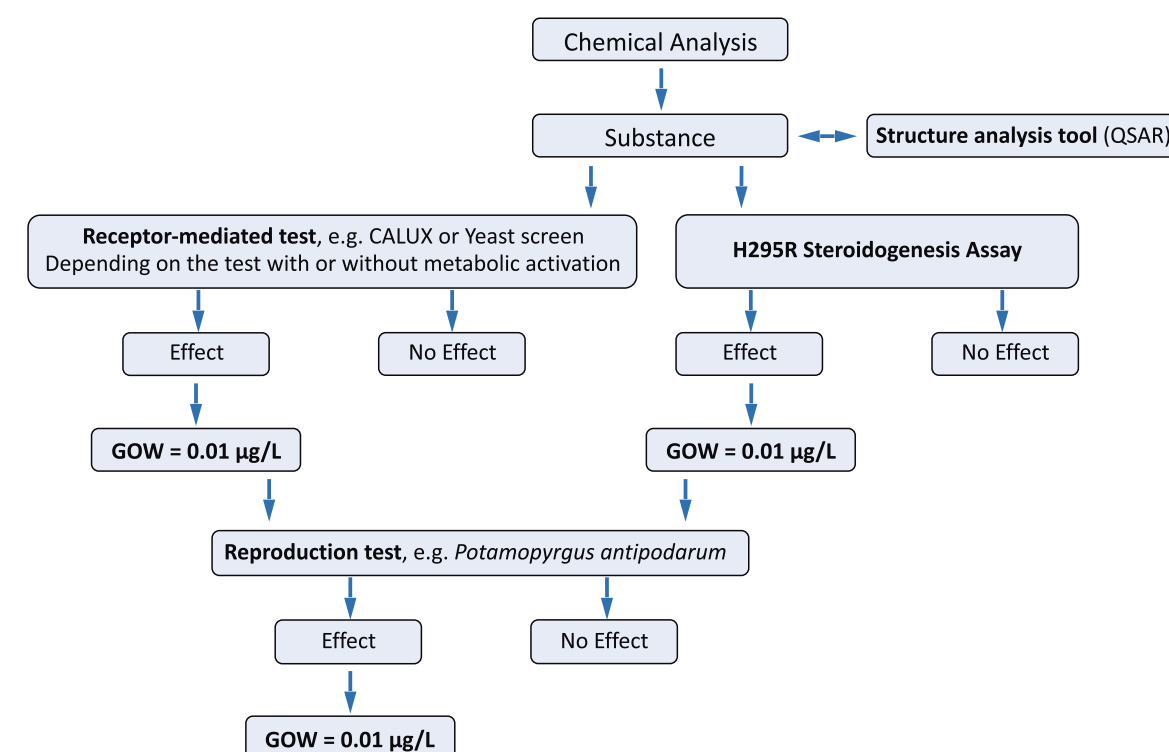 Chemical Analysis
Substance
Structure analysis tool (QSAR)
Receptor-mediated test, e.g. CALUX or Yeast screen
Depending on the test with or without metabolic activation
H295R Steroidogenesis Assay
Effect
No Effect
Effect
No Effect
GOW = 0.01 µg/L
GOW = 0.01 µg/L
Reproduction test, e.g. Potamopyrgus antipodarum
Effect
No Effect
GOW = 0.01 µg/L